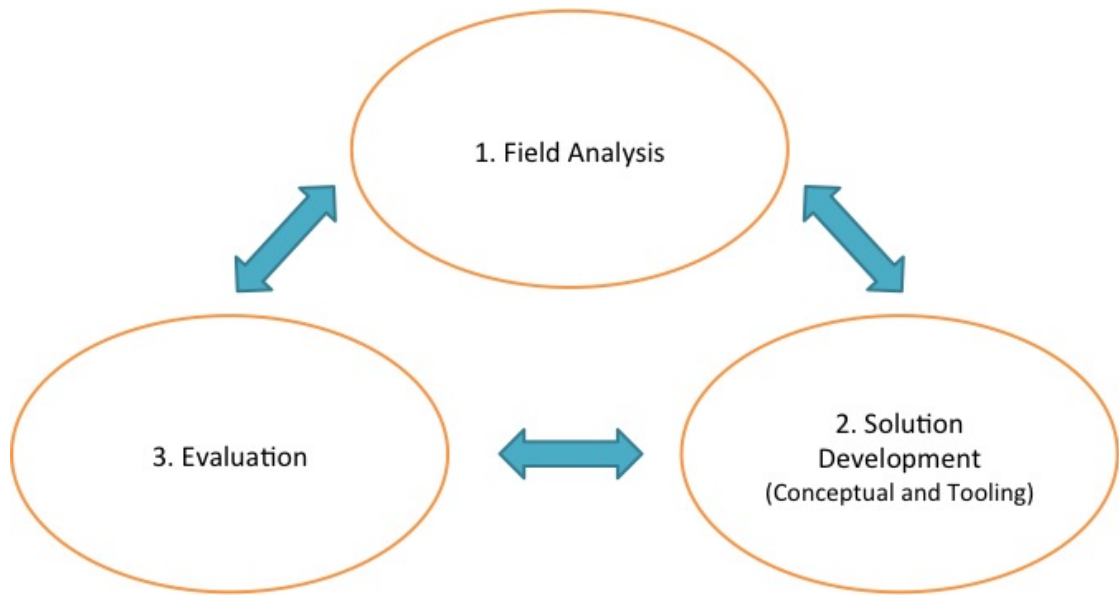 1. Field Analysis
3. Evaluation
2. Solution
Development
(Conceptual and Tooling)